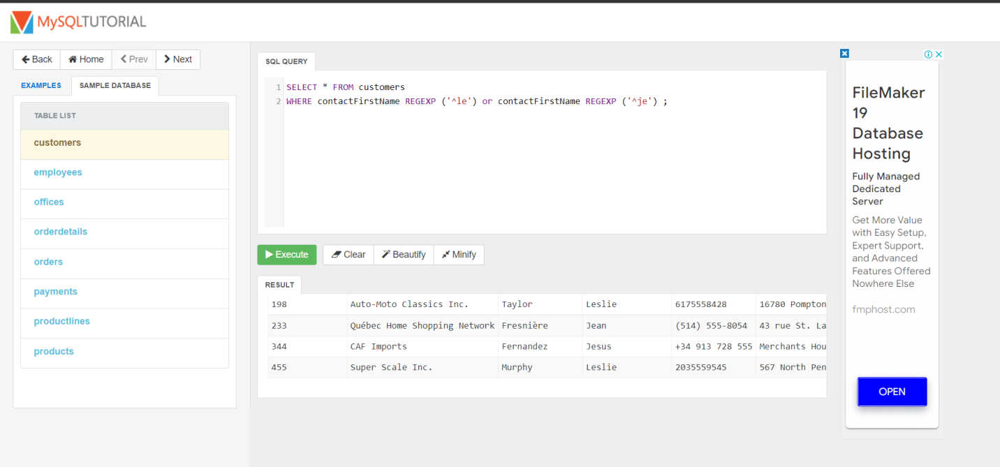 MySQLTUTORIAL
Back Home Prev Next
EXAMPLES SAMPLE DATABASE
TABLE LIST
customers
employees
offices
orderdetails
orders
payments
productlines
products
SQL QUERY
1 SELECT * FROM customers
2 WHERE contactFirstName REGEXP ('^le') or contactFirstName REGEXP ('^je') ;
Execute Clear Beautify Minify
RESULT
198 Auto-Moto Classics Inc. Taylor Leslie 6175558428 16780 Pompton
233 Québec Home Shopping Network Fresnière Jean (514) 555-8054 43 rue St. La
344 CAF Imports Fernandez Jesus +34 913 728 555 Merchants Hou
455 Super Scale Inc. Murphy Leslie 2035559545 567 North Pen
FileMaker
19
Database
Hosting
Fully Managed
Dedicated
Server
Get More Value
with Easy Setup,
Expert Support,
and Advanced
Features Offered
Nowhere Else
fmphost.com
OPEN